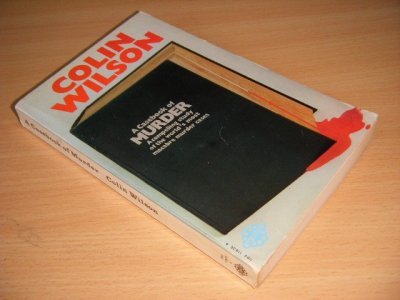 COLIN
WILSON
A Casebook of
MURDER
A compelling study
of the world's most
macabre murder cases
A Casebook of Murder Colin Wilson